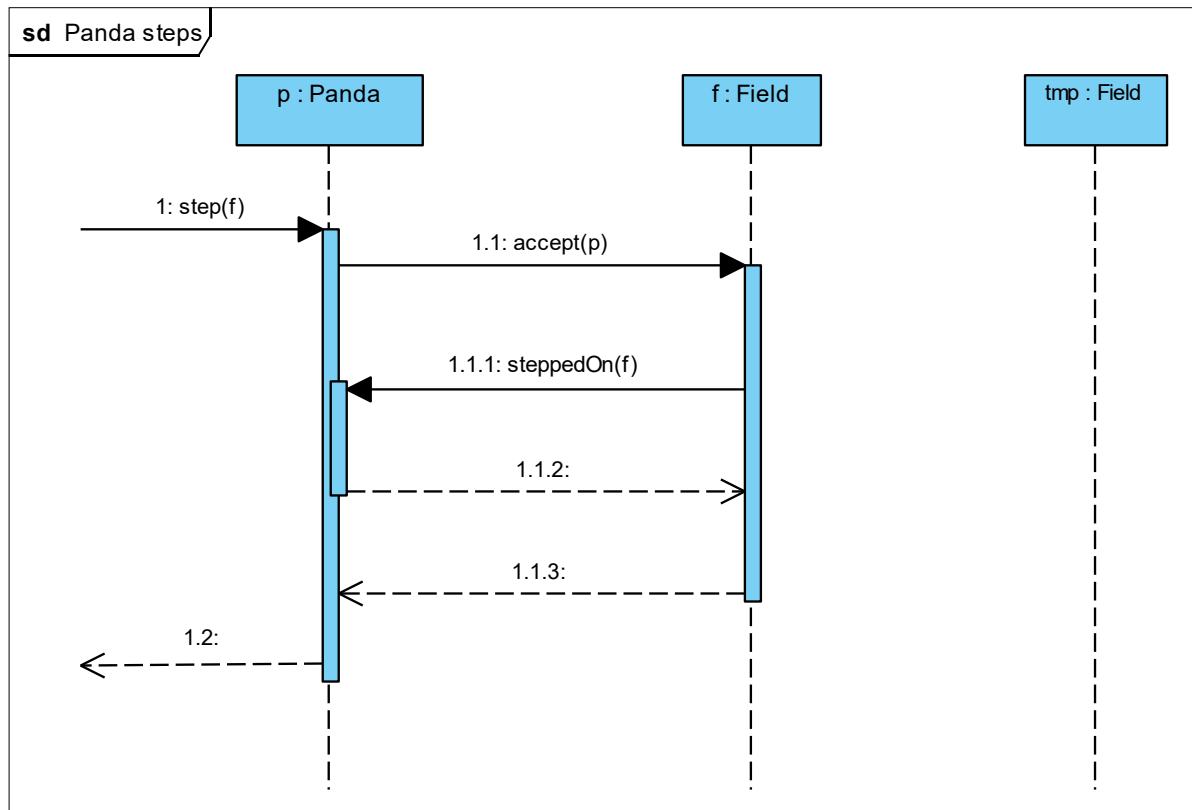 sd Panda steps
p : Panda
f : Field
tmp : Field
1: step(f)
1.1: accept(p)
1.1.1: steppedOn(f)
1.1.2:
1.1.3:
1.2: